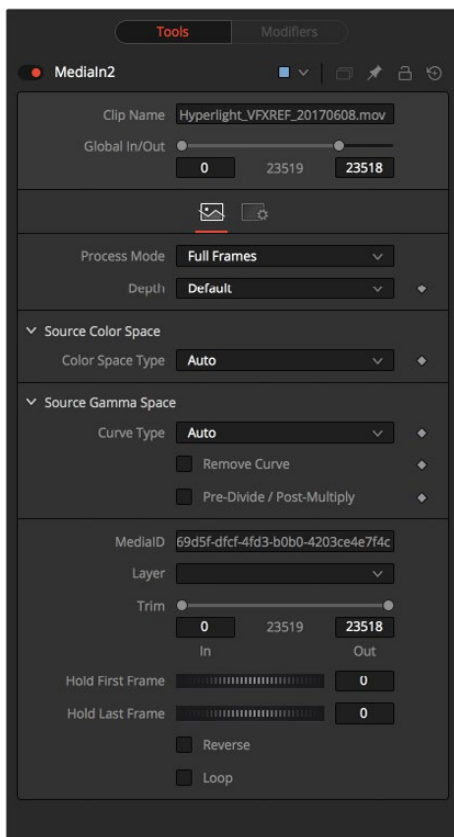 Tools Modifiers
MediaIn2
Clip Name Hyperlight_VFXREF_20170608.mov
Global In/Out
0 23519 23518
Process Mode Full Frames
Depth Default
Source Color Space
Color Space Type Auto
Source Gamma Space
Curve Type Auto
Remove Curve
Pre-Divide / Post-Multiply
MediaID 69d5f-dfcf-4fd3-b0b0-4203ce4e7f4c
Layer
Trim
0 23519 23518
In Out
Hold First Frame 0
Hold Last Frame 0
Reverse
Loop